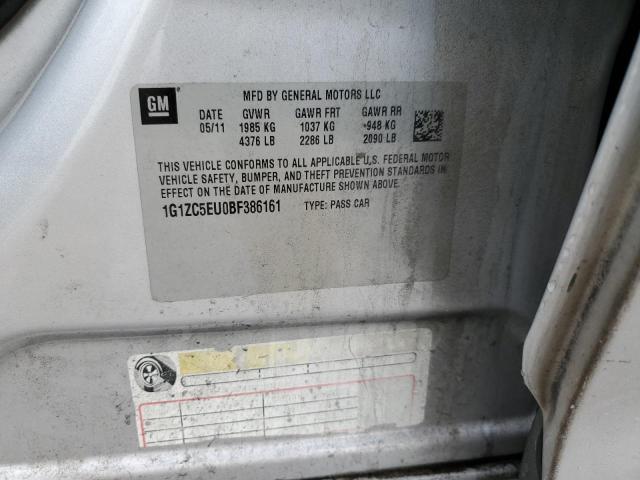 GM
MFD BY GENERAL MOTORS LLC
DATE GVWR GAWR FRT GAWR RR
05/11 1985 KG 1037 KG 948 KG
4376 LB 2286 LB 2090 LB
THIS VEHICLE CONFORMS TO ALL APPLICABLE U.S. FEDERAL MOTOR
VEHICLE SAFETY, BUMPER, AND THEFT PREVENTION STANDARDS IN
EFFECT ON THE DATE OF MANUFACTURE SHOWN ABOVE.
1G1ZC5EU0BF386161 TYPE: PASS CAR